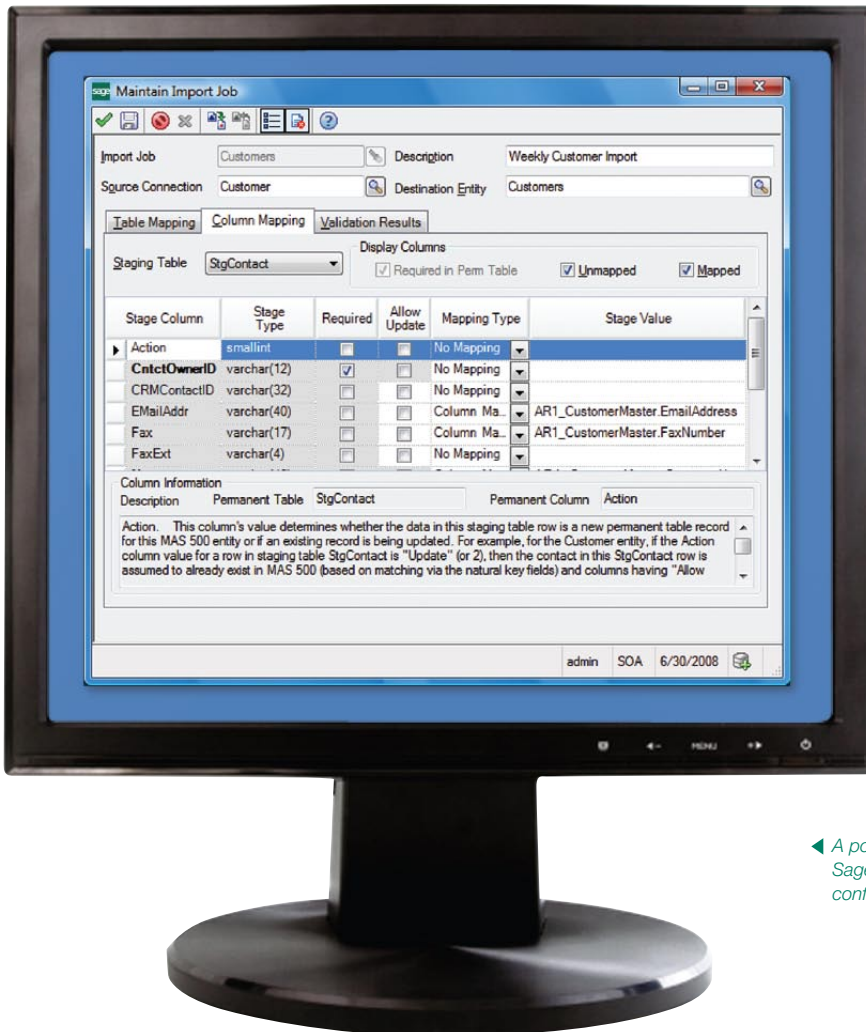 sage Maintain Import Job
Import Job Customers Description Weekly Customer Import
Source Connection Customer Destination Entity Customers
Table Mapping Column Mapping Validation Results
Display Columns
Staging Table StgContact Required in Perm Table Unmapped Mapped
Stage Column Stage Type Required Allow Update Mapping Type Stage Value
Action smallint No Mapping
CntctOwnerID varchar(12) No Mapping
CRMContactID varchar(32) No Mapping
EMailAddr varchar(40) Column Ma... AR1_CustomerMaster.EmailAddress
Fax varchar(17) Column Ma... AR1_CustomerMaster.FaxNumber
FaxExt varchar(4) No Mapping
Column Information
Description Permanent Table StgContact Permanent Column Action
Action. This column's value determines whether the data in this staging table row is a new permanent table record
for this MAS 500 entity or if an existing record is being updated. For example, for the Customer entity, if the Action
column value for a row in staging table StgContact is "Update" (or 2), then the contact in this StgContact row is
assumed to already exist in MAS 500 (based on matching via the natural key fields) and columns having "Allow
admin SOA 6/30/2008
MENU
A
Sage